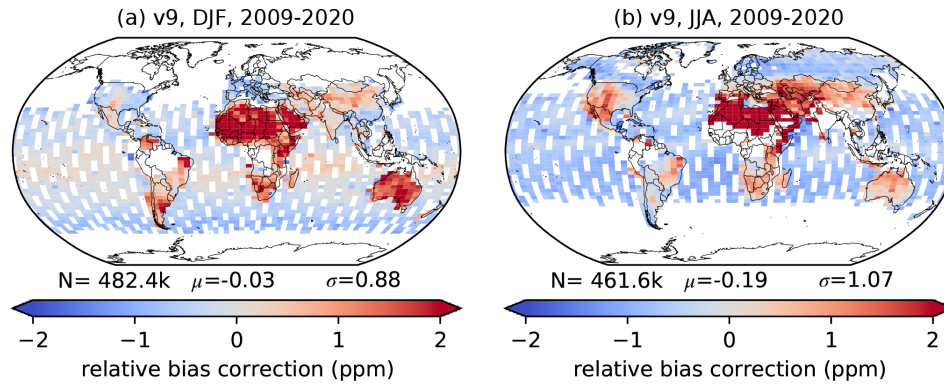 (a) v9, DJF, 2009-2020
N= 482.4k μ=-0.03 σ=0.88
−2 −1 0 1 2
relative bias correction (ppm)
(b) v9, JJA, 2009-2020
N= 461.6k μ=-0.19 σ=1.07
−2 −1 0 1 2
relative bias correction (ppm)